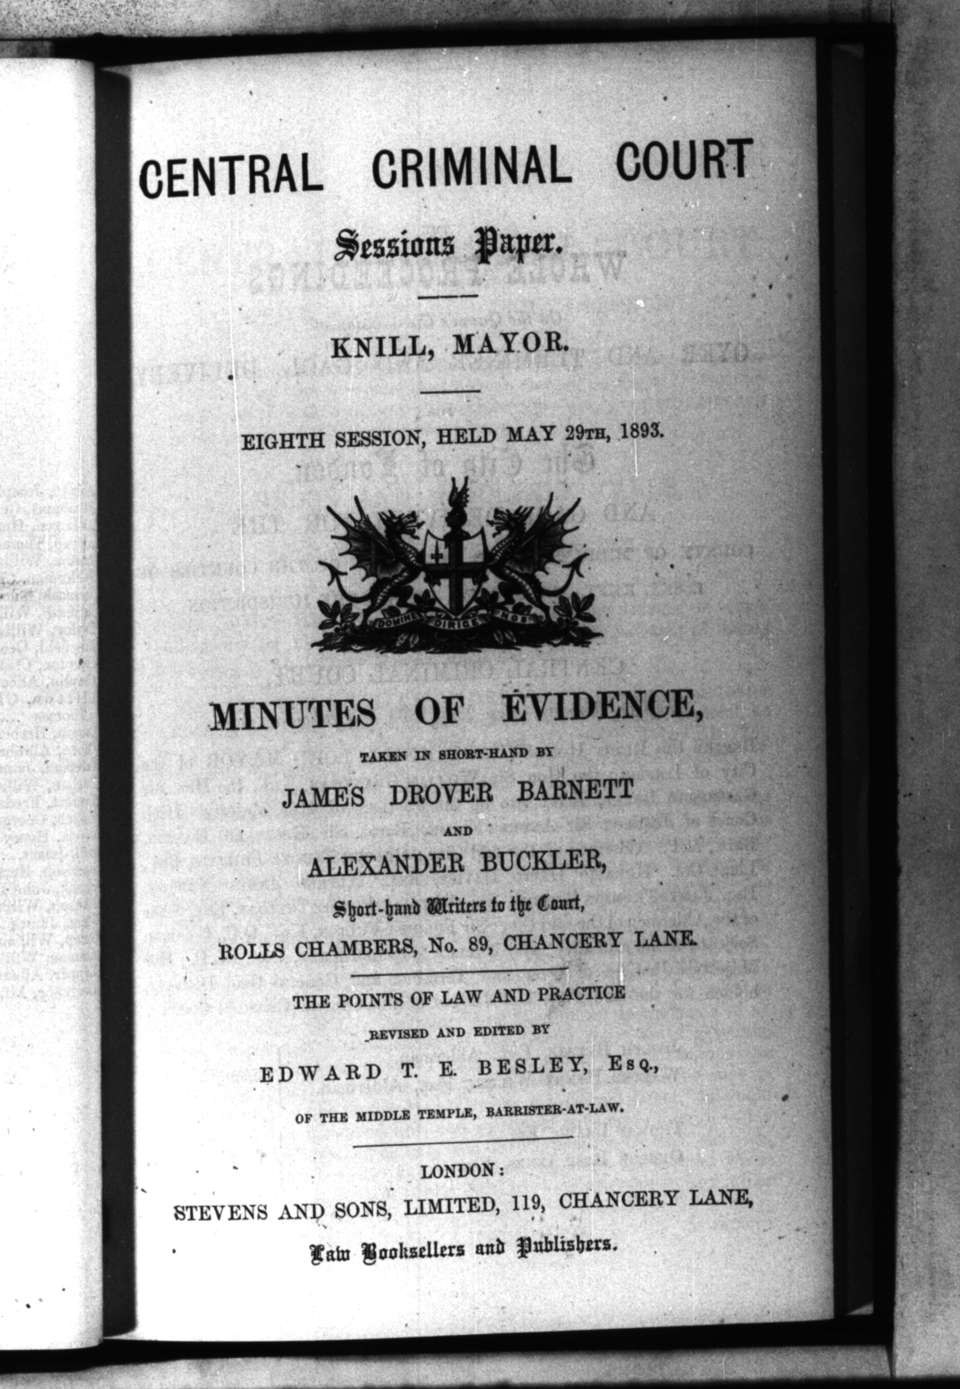 CENTRAL CRIMINAL COURT
Sessions Paper.
KNILL, MAYOR.
EIGHTH SESSION, HELD MAY 29TH, 1893.
DOMINE DIRIGE NOS
MINUTES OF EVIDENCE,
TAKEN IN SHORT-HAND BY
JAMES DROVER BARNETT
AND
ALEXANDER BUCKLER,
Short-hand Writers to the Court,
ROLLS CHAMBERS, No. 89, CHANCERY LANE.
THE POINTS OF LAW AND PRACTICE
REVISED AND EDITED BY
EDWARD T. E. BESLEY, ESQ.,
OF THE MIDDLE TEMPLE, BARRISTER-AT-LAW.
LONDON:
STEVENS AND SONS, LIMITED, 119, CHANCERY LANE,
Law Booksellers and Publishers.